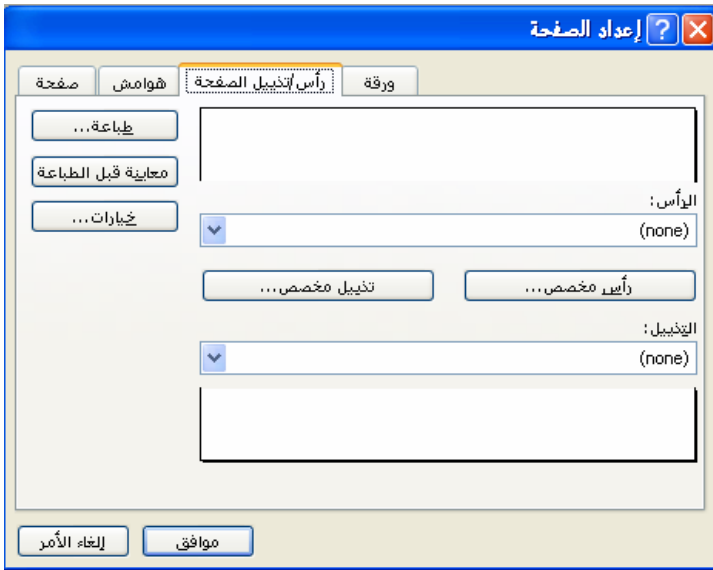 إعداد الصفحة
صفحة هوامش رأس/تذييل الصفحة ورقة
طباعة...
معاينة قبل الطباعة
خيارات...
الرأس:
(none)
رأس مخصص... تذييل مخصص...
التذييل:
(none)
موافق إلغاء الأمر